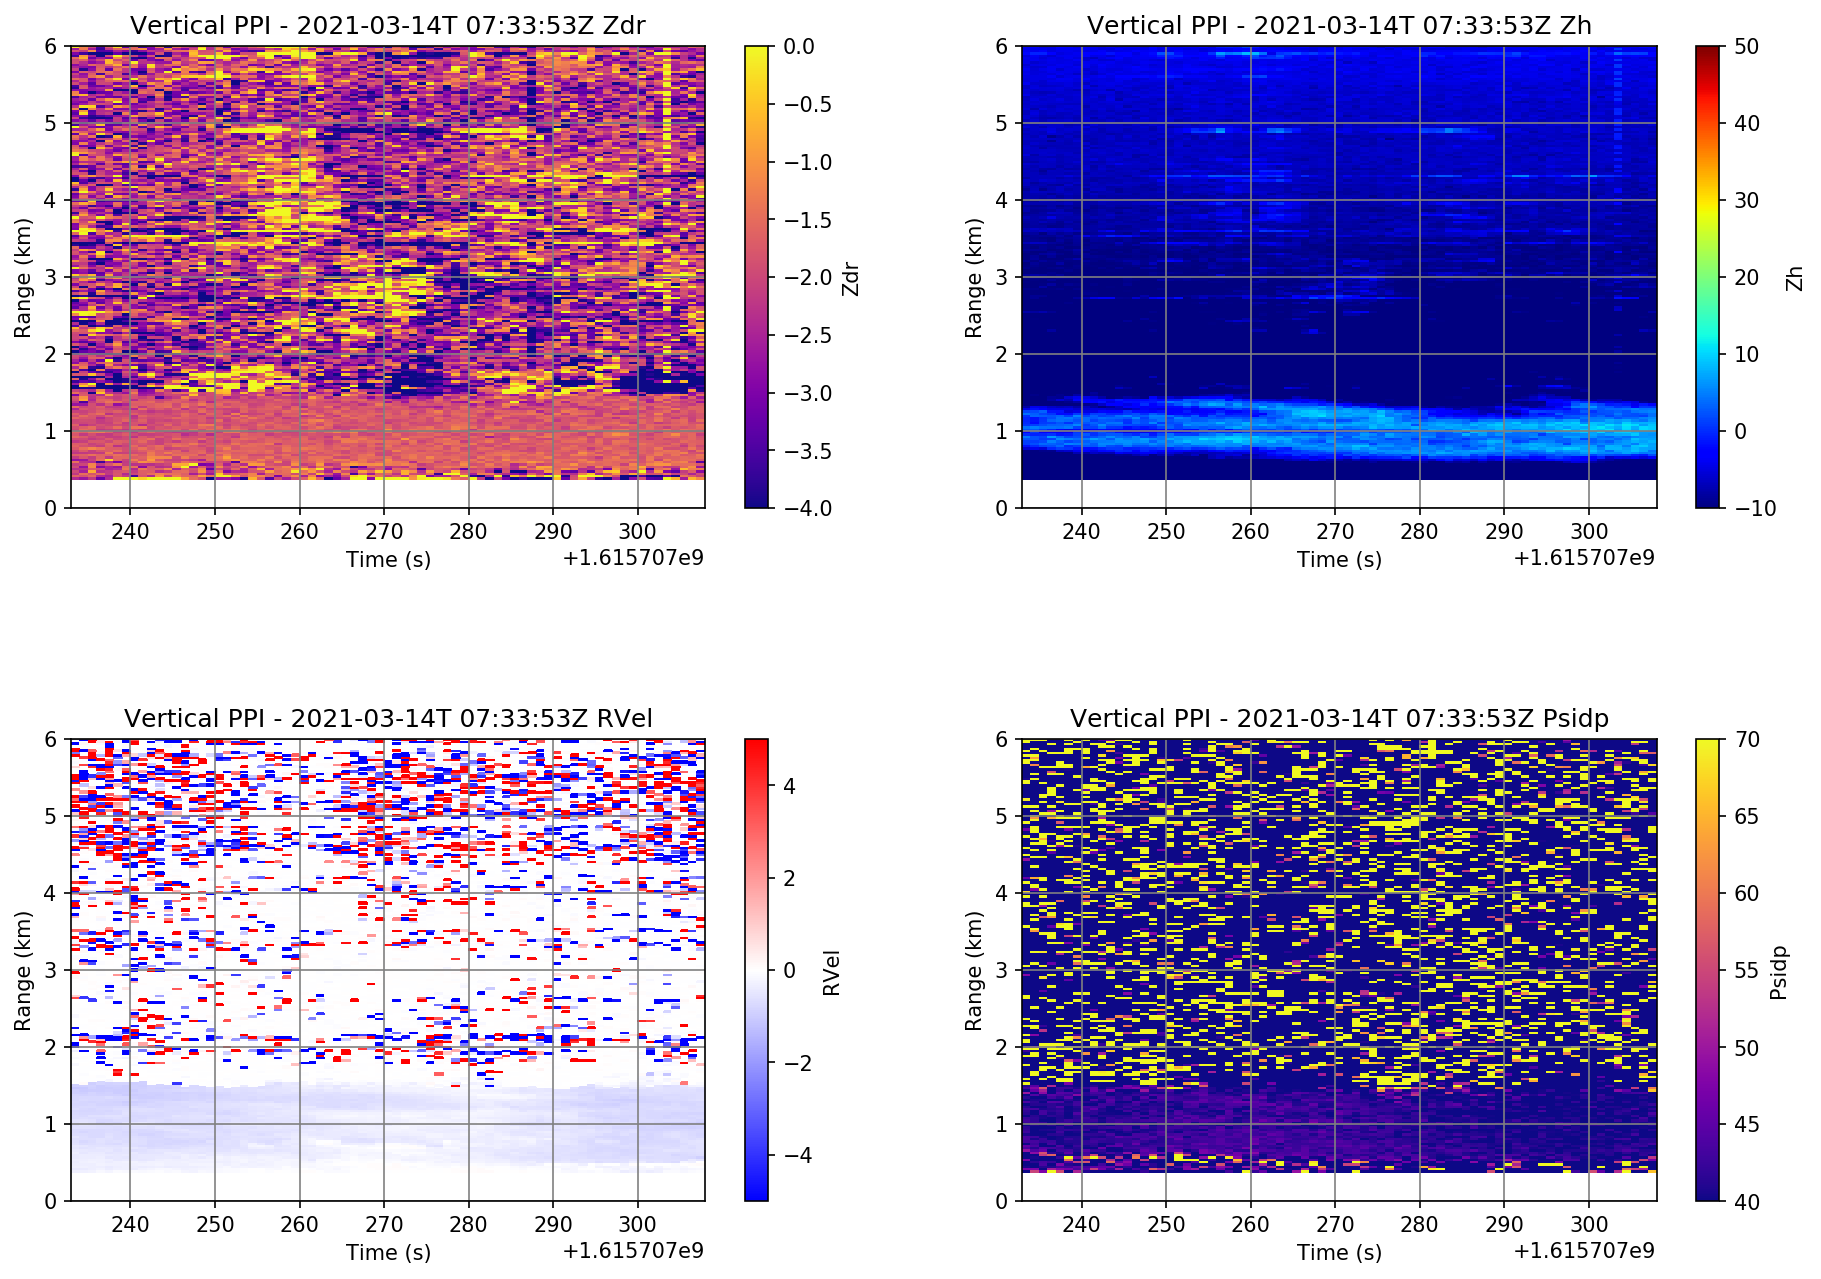 Vertical PPI - 2021-03-14T 07:33:53Z Zdr
6
5
4
3
2
1
0
Range (km)
240 250 260 270 280 290 300
Time (s)
+1.615707e9
0.0
−0.5
−1.0
−1.5
−2.0
−2.5
−3.0
−3.5
−4.0
Zdr
Vertical PPI - 2021-03-14T 07:33:53Z Zh
6
5
4
3
2
1
0
Range (km)
240 250 260 270 280 290 300
Time (s)
+1.615707e9
50
40
30
20
10
0
−10
Zh
Vertical PPI - 2021-03-14T 07:33:53Z RVel
6
5
4
3
2
1
0
Range (km)
240 250 260 270 280 290 300
Time (s)
+1.615707e9
4
2
0
−2
−4
RVel
Vertical PPI - 2021-03-14T 07:33:53Z Psidp
6
5
4
3
2
1
0
Range (km)
240 250 260 270 280 290 300
Time (s)
+1.615707e9
70
65
60
55
50
45
40
Psidp